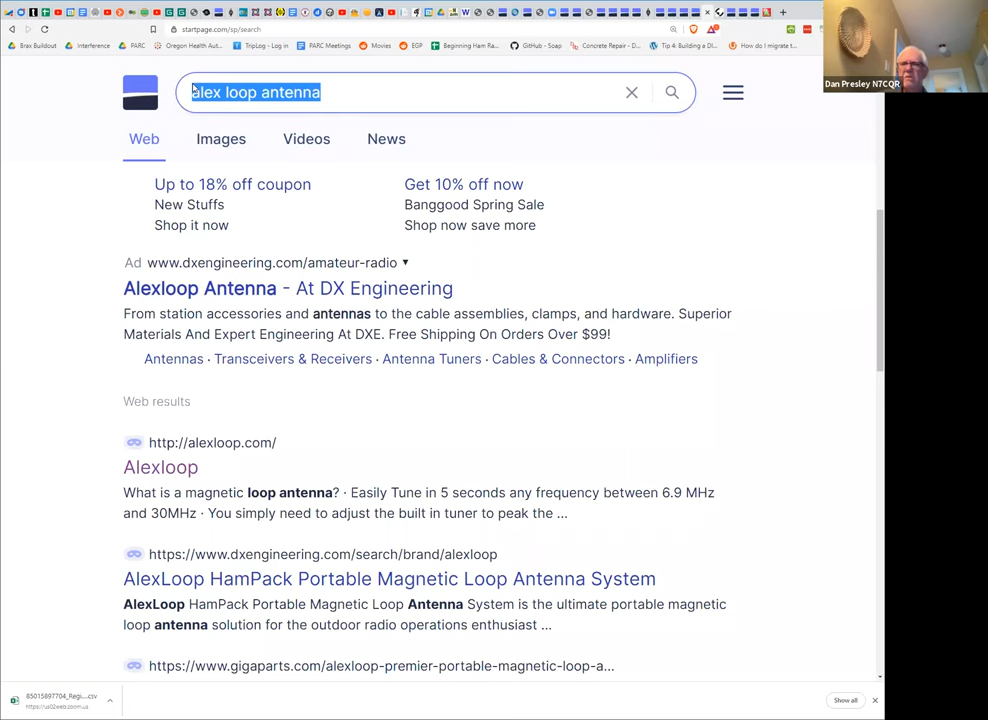 startpage.com/sp/search
Brax Buildout
Interference
PARC
Oregon Health Aut...
TripLog - Log in
PARC Meetings
Movies
EGP
Beginning Ham Ra...
GitHub - Soap
Concrete Repair - D...
Tip 4: Building a DI...
How do I migrate t...
Dan Presley N7CQR
alex loop antenna
Web
Images
Videos
News
Up to 18% off coupon
Get 10% off now
New Stuffs
Banggood Spring Sale
Shop it now
Shop now save more
Ad www.dxengineering.com/amateur-radio ▼
Alexloop Antenna - At DX Engineering
From station accessories and antennas to the cable assemblies, clamps, and hardware. Superior
Materials And Expert Engineering At DXE. Free Shipping On Orders Over $99!
Antennas · Transceivers & Receivers · Antenna Tuners · Cables & Connectors · Amplifiers
Web results
http://alexloop.com/
Alexloop
What is a magnetic loop antenna? · Easily Tune in 5 seconds any frequency between 6.9 MHz
and 30MHz · You simply need to adjust the built in tuner to peak the ...
https://www.dxengineering.com/search/brand/alexloop
AlexLoop HamPack Portable Magnetic Loop Antenna System
AlexLoop HamPack Portable Magnetic Loop Antenna System is the ultimate portable magnetic
loop antenna solution for the outdoor radio operations enthusiast ...
https://www.gigaparts.com/alexloop-premier-portable-magnetic-loop-a...
85015897704_Regi....csv
https://us02web.zoom.us
Show all